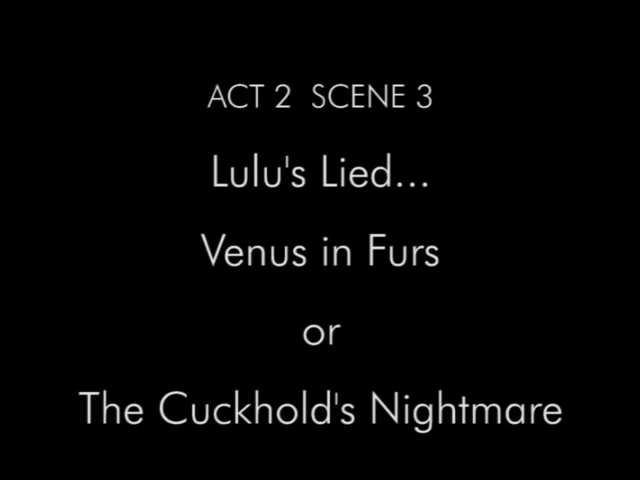 ACT 2 SCENE 3
Lulu's Lied...
Venus in Furs
or
The Cuckhold's Nightmare